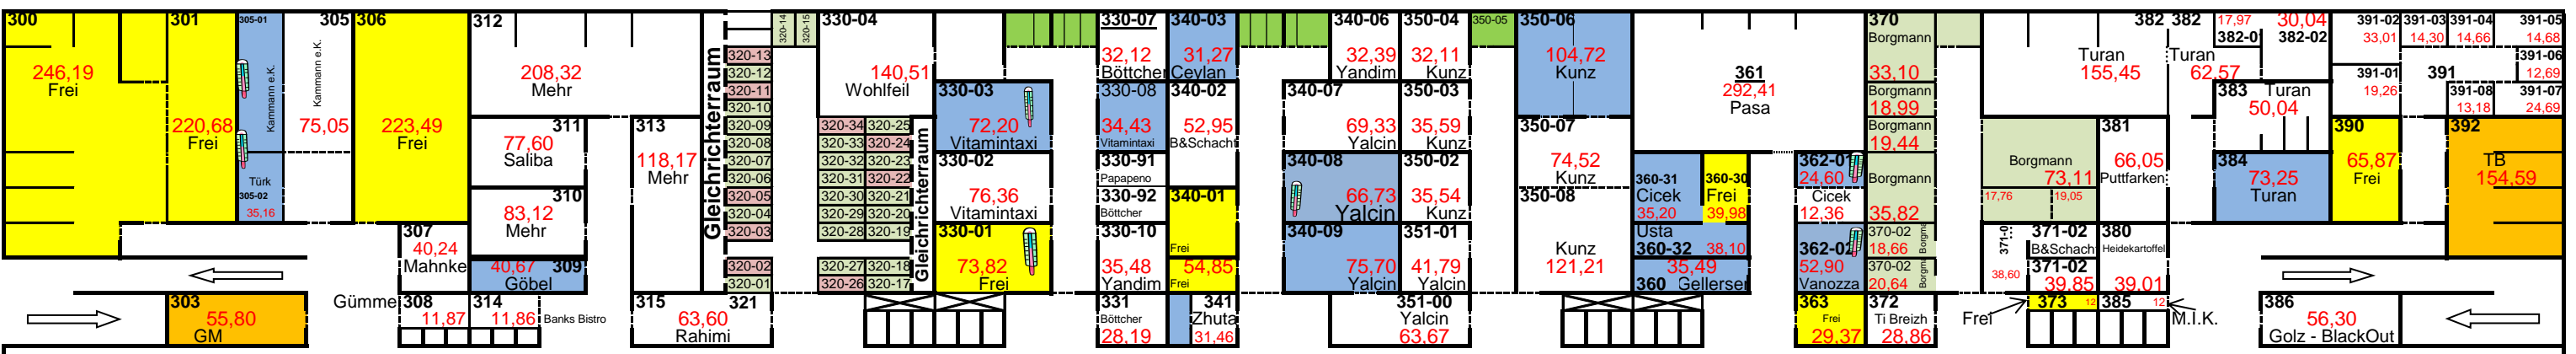 300
246,19
Frei
301
220,68
Frei
305-01
Kammann e.K.
Türk
305-02
35,16
305
Kammann e.K.
75,05
306
223,49
Frei
312
208,32
Mehr
311
77,60
Saliba
310
83,12
Mehr
313
118,17
Mehr
307
40,24
Mahnke
40,67 309
Göbel
303
55,80
GM
Gümme
308
11,87
314
11,86
Banks Bistro
315
63,60
Rahimi
321
Gleichrichterraum
320-13
320-12
320-11
320-10
320-09
320-08
320-07
320-06
320-05
320-04
320-03
320-02
320-01
320-14
320-15
330-04
140,51
Wohlfeil
320-34 320-25
320-33 320-24
320-32 320-23
320-31 320-22
320-30 320-21
320-29 320-20
320-28 320-19
320-27 320-18
320-26 320-17
Gleichrichterraum
330-03
72,20
Vitamintaxi
330-02
76,36
Vitamintaxi
330-01
73,82
Frei
330-07
32,12
Böttcher
330-08
34,43
Vitamintaxi
330-91
Papapeno
330-92
Böttcher
330-10
35,48
Yandim
331
Böttcher
28,19
340-03
31,27
Ceylan
340-02
52,95
B&Schacht
340-01
Frei
54,85
Frei
341
Zhuta
31,46
340-06
32,39
Yandim
340-07
69,33
Yalcin
340-08
66,73
Yalcin
340-09
75,70
Yalcin
350-04
32,11
Kunz
350-03
35,59
Kunz
350-02
35,54
Kunz
351-01
41,79
Yalcin
351-00
Yalcin
63,67
350-05
350-06
104,72
Kunz
350-07
74,52
Kunz
350-08
Kunz
121,21
361
292,41
Pasa
360-31
Cicek
35,20
360-30
Frei
39,98
Usta
360-32 38,10
35,49
360 Gellersen
362-01
24,60
Cicek
12,36
362-02
52,90
Vanozza
363
Frei
29,37
370
Borgmann
33,10
Borgmann
18,99
Borgmann
19,44
Borgmann
35,82
370-02
18,66
Borgm
370-02
20,64
Borgm
372
Ti Breizh
28,86
382
Turan
155,45
382
Turan
62,57
17,97
382-01
30,04
382-02
383 Turan
50,04
Borgmann
73,11
17,76
19,05
381
66,05
Puttfarken
384
73,25
Turan
371-0
38,60
371-02
B&Schach
371-02
39,85
380
Heidekartoffel
39,01
Frei
373 12
385 12
M.I.K.
391-02
33,01
391-03
14,30
391-04
14,66
391-05
14,68
391-06
12,69
391-01
19,26
391
391-08
13,18
391-07
24,69
390
65,87
Frei
392
TB
154,59
386
56,30
Golz - BlackOut